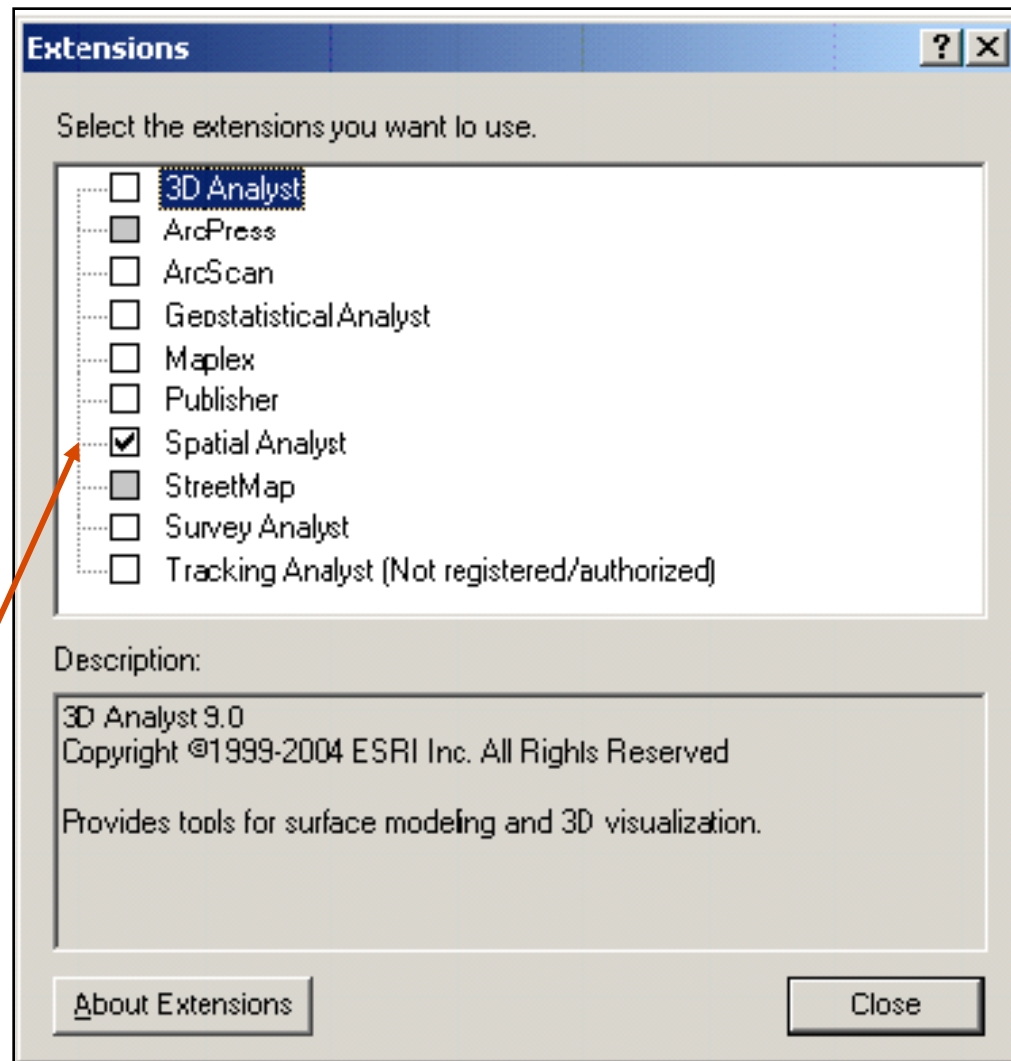 Extensions
Select the extensions you want to use.
3D Analyst
ArcPress
ArcScan
Geostatistical Analyst
Maplex
Publisher
Spatial Analyst
StreetMap
Survey Analyst
Tracking Analyst (Not registered/authorized)
Description:
3D Analyst 9.0
Copyright ©1999-2004 ESRI Inc. All Rights Reserved
Provides tools for surface modeling and 3D visualization.
About Extensions
Close